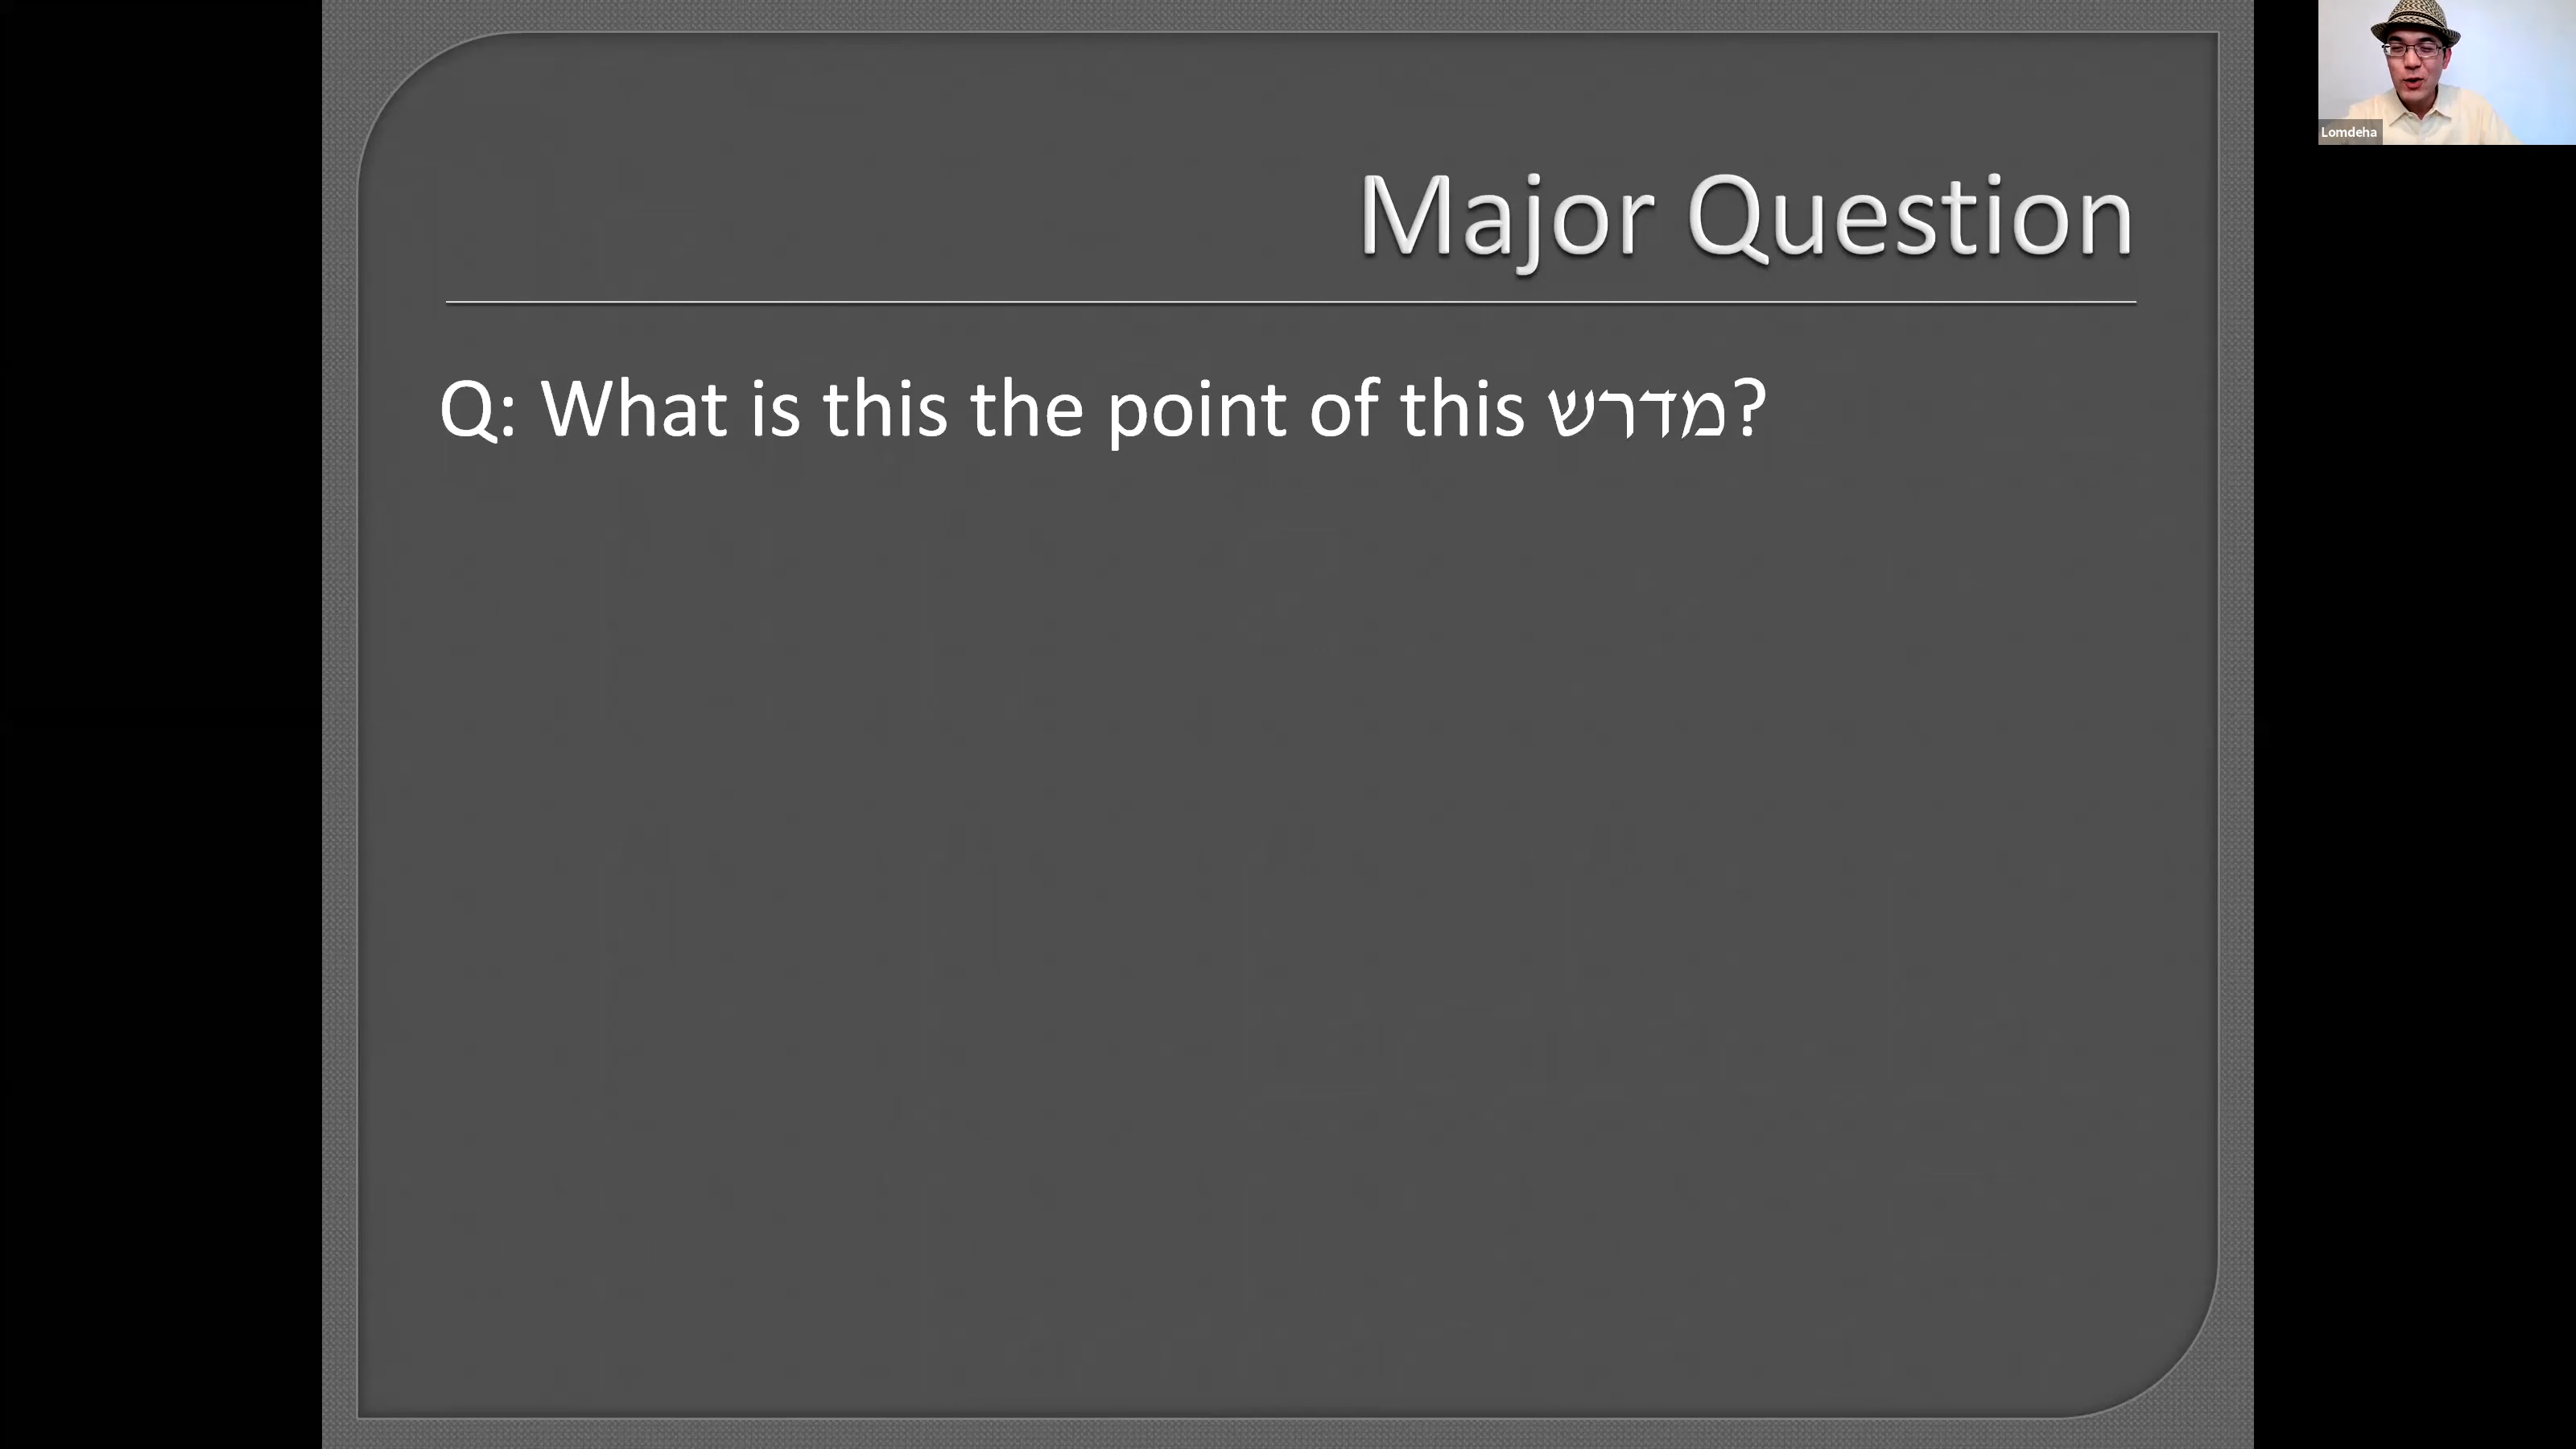 Major Question
Q: What is this the point of this מדרש?
Lomdeha